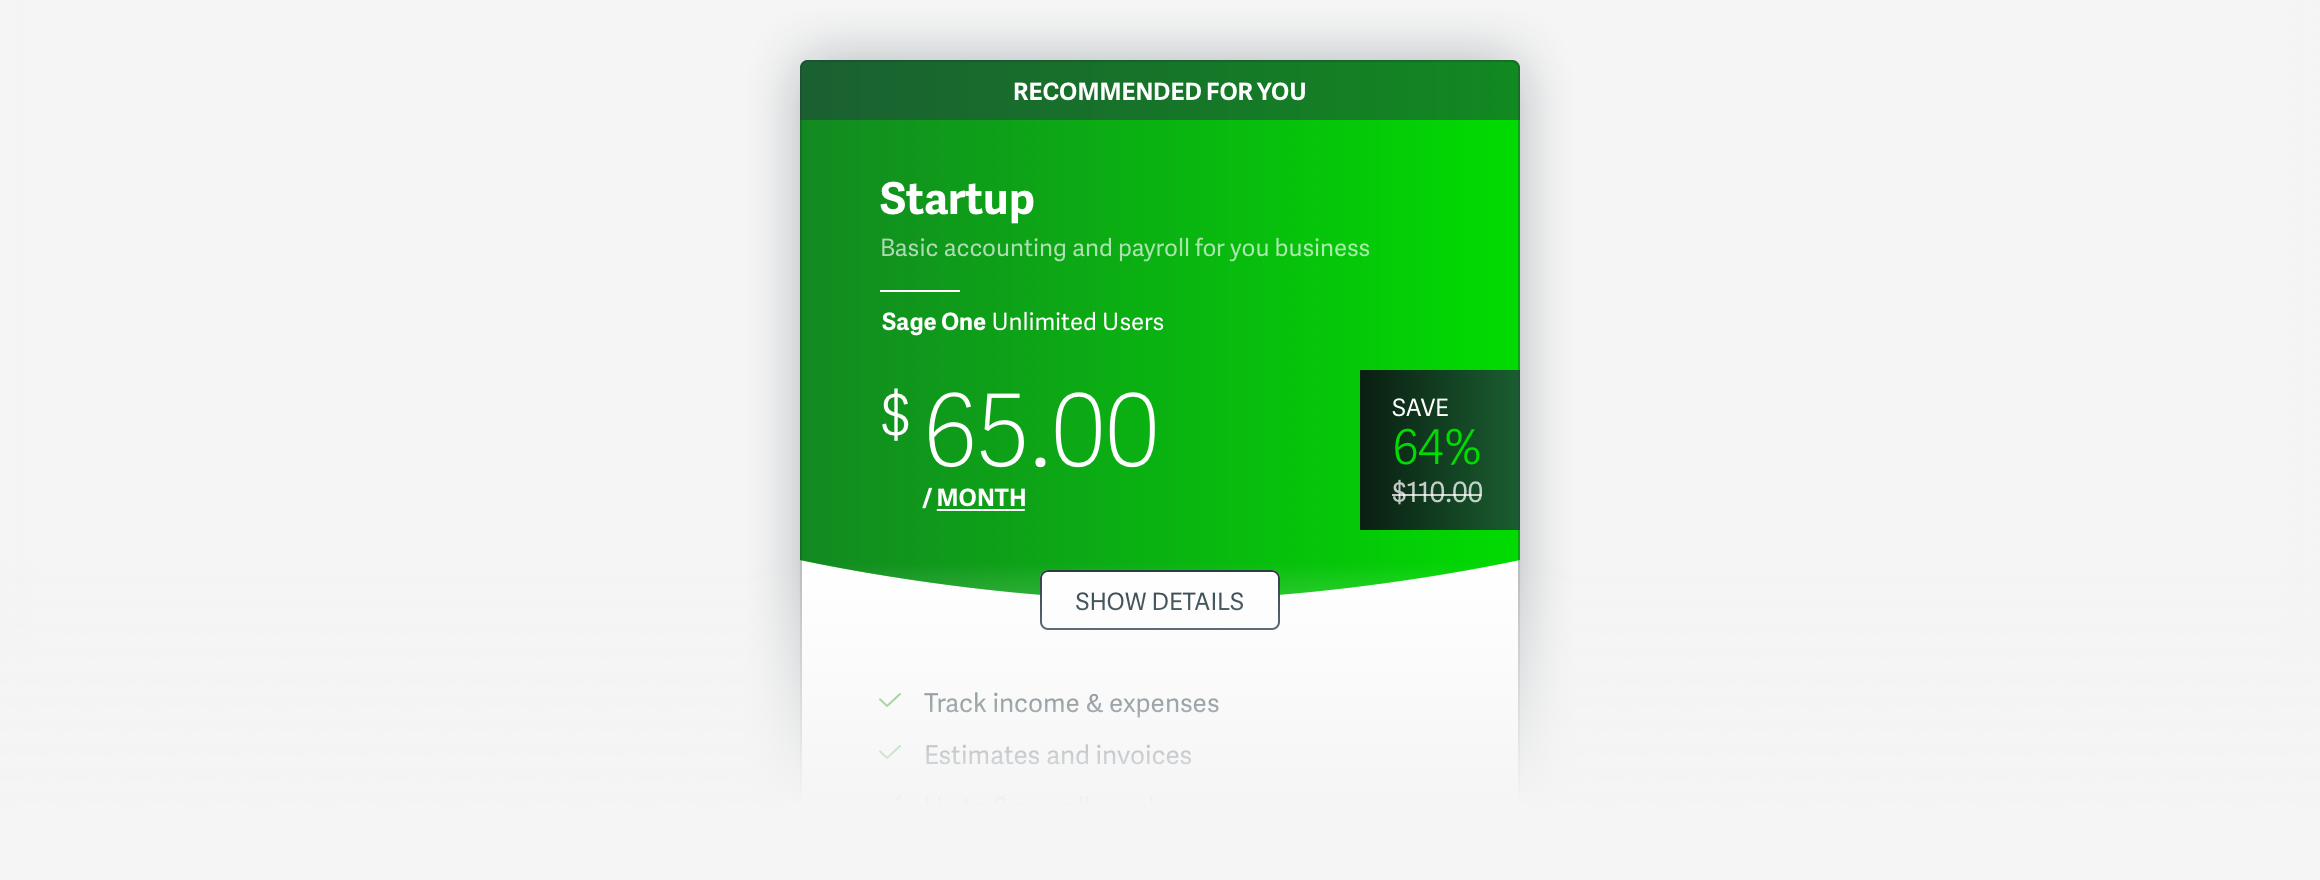 RECOMMENDED FOR YOU
Startup
Basic accounting and payroll for you business
Sage One Unlimited Users
$65.00
/ MONTH
SAVE
64%
$110.00
SHOW DETAILS
Track income & expenses
Estimates and invoices